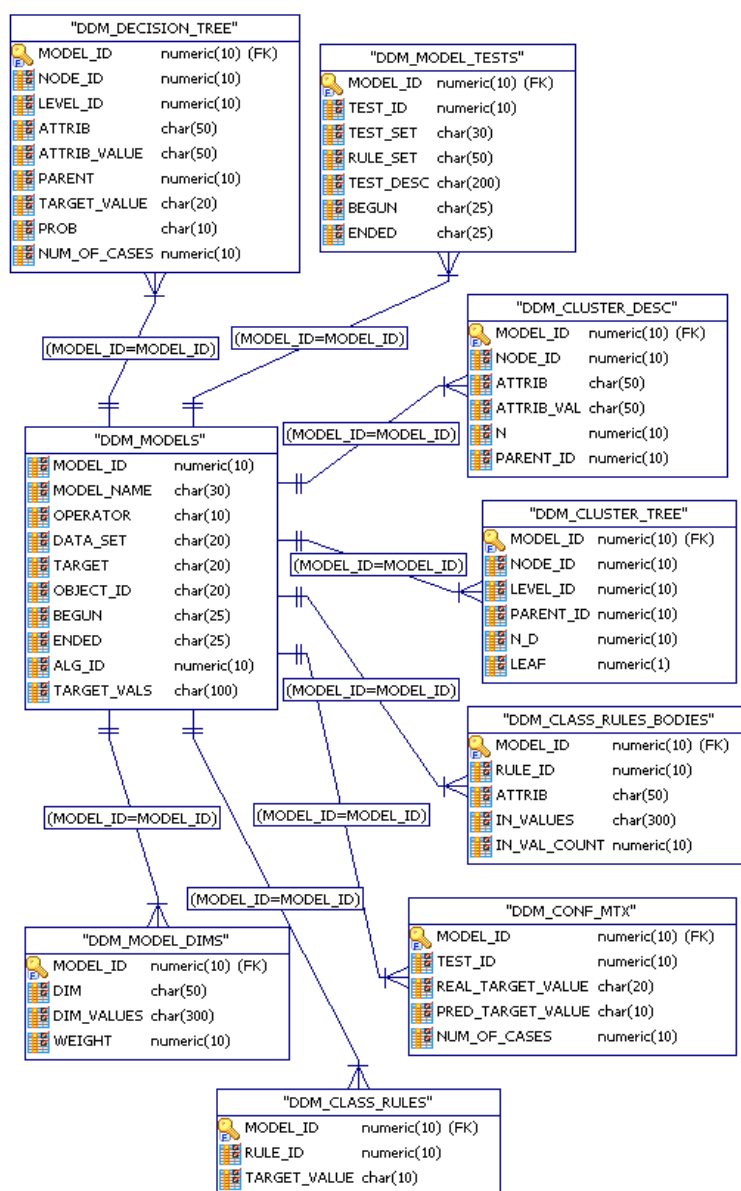 "DDM_DECISION_TREE"
MODEL_ID numeric(10) (FK)
NODE_ID numeric(10)
LEVEL_ID numeric(10)
ATTRIB char(50)
ATTRIB_VALUE char(50)
PARENT numeric(10)
TARGET_VALUE char(20)
PROB char(10)
NUM_OF_CASES numeric(10)
"DDM_MODEL_TESTS"
MODEL_ID numeric(10) (FK)
TEST_ID numeric(10)
TEST_SET char(30)
RULE_SET char(50)
TEST_DESC char(200)
BEGUN char(25)
ENDED char(25)
(MODEL_ID=MODEL_ID)
(MODEL_ID=MODEL_ID)
"DDM_CLUSTER_DESC"
MODEL_ID numeric(10) (FK)
NODE_ID numeric(10)
ATTRIB char(50)
ATTRIB_VAL char(50)
N numeric(10)
PARENT_ID numeric(10)
(MODEL_ID=MODEL_ID)
"DDM_MODELS"
MODEL_ID numeric(10)
MODEL_NAME char(30)
OPERATOR char(10)
DATA_SET char(20)
TARGET char(20)
OBJECT_ID char(20)
BEGUN char(25)
ENDED char(25)
ALG_ID numeric(10)
TARGET_VALS char(100)
"DDM_CLUSTER_TREE"
MODEL_ID numeric(10) (FK)
NODE_ID numeric(10)
LEVEL_ID numeric(10)
PARENT_ID numeric(10)
N_D numeric(10)
LEAF numeric(1)
(MODEL_ID=MODEL_ID)
(MODEL_ID=MODEL_ID)
"DDM_CLASS_RULES_BODIES"
MODEL_ID numeric(10) (FK)
RULE_ID numeric(10)
ATTRIB char(50)
IN_VALUES char(300)
IN_VAL_COUNT numeric(10)
(MODEL_ID=MODEL_ID)
(MODEL_ID=MODEL_ID)
(MODEL_ID=MODEL_ID)
"DDM_CONF_MTX"
MODEL_ID numeric(10) (FK)
TEST_ID numeric(10)
REAL_TARGET_VALUE char(20)
PRED_TARGET_VALUE char(10)
NUM_OF_CASES numeric(10)
"DDM_MODEL_DIMS"
MODEL_ID numeric(10) (FK)
DIM char(50)
DIM_VALUES char(300)
WEIGHT numeric(10)
"DDM_CLASS_RULES"
MODEL_ID numeric(10) (FK)
RULE_ID numeric(10)
TARGET_VALUE char(10)